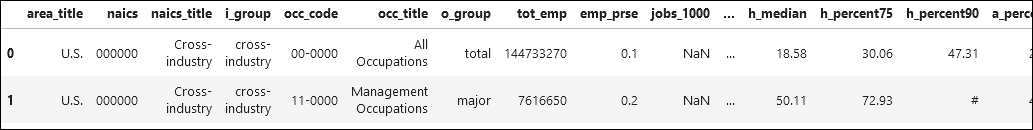 area_title naics naics_title i_group occ_code occ_title o_group tot_emp emp_prse jobs_1000 ... h_median h_percent75 h_percent90 a_perc
0 U.S. 000000 Cross-industry cross-industry 00-0000 All Occupations total 144733270 0.1 NaN ... 18.58 30.06 47.31
1 U.S. 000000 Cross-industry cross-industry 11-0000 Management Occupations major 7616650 0.2 NaN ... 50.11 72.93 #